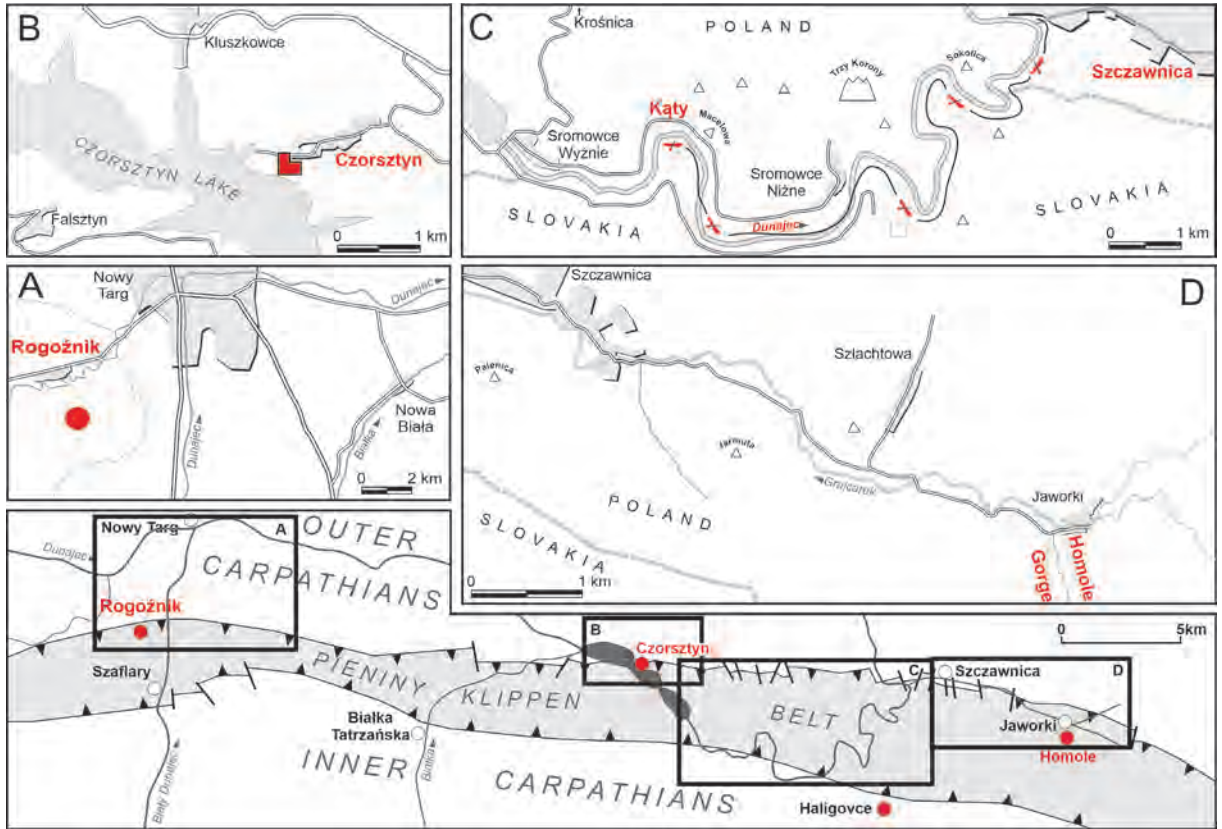 B
Kluszkowce
CZORSZTYN LAKE
Czorsztyn
Falsztyn
0 1 km
C
Krośnica
POLAND
Trzy Korony
Sokolica
Szczawnica
Kąty
Macelowa
Sromowce
Wyżnie
Sromowce
Niżne
SLOVAKIA
Dunajec
SLOVAKIA
0 1 km
A
Nowy
Targ
Dunajec
Rogoźnik
Nowa
Biała
Dunajec
Białka
0 2 km
D
Szczawnica
Palenica
Szlachtowa
Jarmuta
Grajcarek
Jaworki
POLAND
SLOVAKIA
Homole
Gorge
0 1 km
Nowy Targ
A
OUTER
CARPATHIANS
Dunajec
Rogoźnik
Szaflary
PIENINY
KLIPPEN
BELT
B
Czorsztyn
C
Szczawnica
D
0 5km
Jaworki
Homole
Białka
Tatrzańska
INNER
CARPATHIANS
Biały Dunajec
Białka
Haligovce